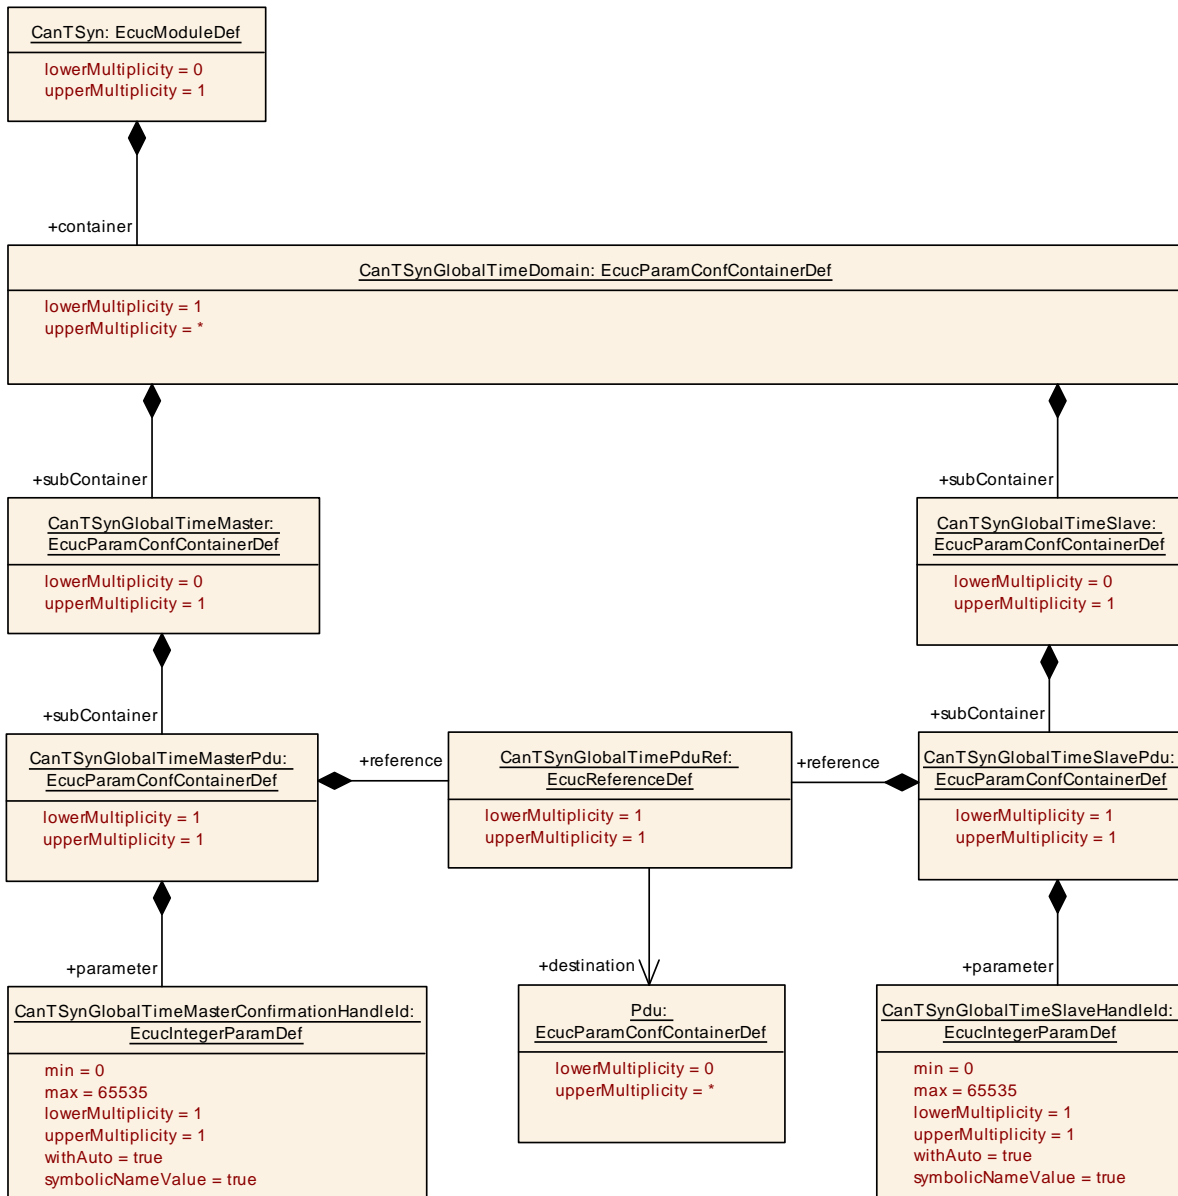 CanTSyn: EcucModuleDef
lowerMultiplicity = 0
upperMultiplicity = 1
+container
CanTSynGlobalTimeDomain: EcucParamConfContainerDef
lowerMultiplicity = 1
upperMultiplicity = *
+subContainer
+subContainer
CanTSynGlobalTimeMaster:
EcucParamConfContainerDef
lowerMultiplicity = 0
upperMultiplicity = 1
CanTSynGlobalTimeSlave:
EcucParamConfContainerDef
lowerMultiplicity = 0
upperMultiplicity = 1
+subContainer
+subContainer
CanTSynGlobalTimeMasterPdu:
EcucParamConfContainerDef
lowerMultiplicity = 1
upperMultiplicity = 1
+reference
CanTSynGlobalTimePduRef:
EcucReferenceDef
lowerMultiplicity = 1
upperMultiplicity = 1
+reference
CanTSynGlobalTimeSlavePdu:
EcucParamConfContainerDef
lowerMultiplicity = 1
upperMultiplicity = 1
+parameter
+destination
+parameter
CanTSynGlobalTimeMasterConfirmationHandleId:
EcucIntegerParamDef
min = 0
max = 65535
lowerMultiplicity = 1
upperMultiplicity = 1
withAuto = true
symbolicNameValue = true
Pdu:
EcucParamConfContainerDef
lowerMultiplicity = 0
upperMultiplicity = *
CanTSynGlobalTimeSlaveHandleId:
EcucIntegerParamDef
min = 0
max = 65535
lowerMultiplicity = 1
upperMultiplicity = 1
withAuto = true
symbolicNameValue = true